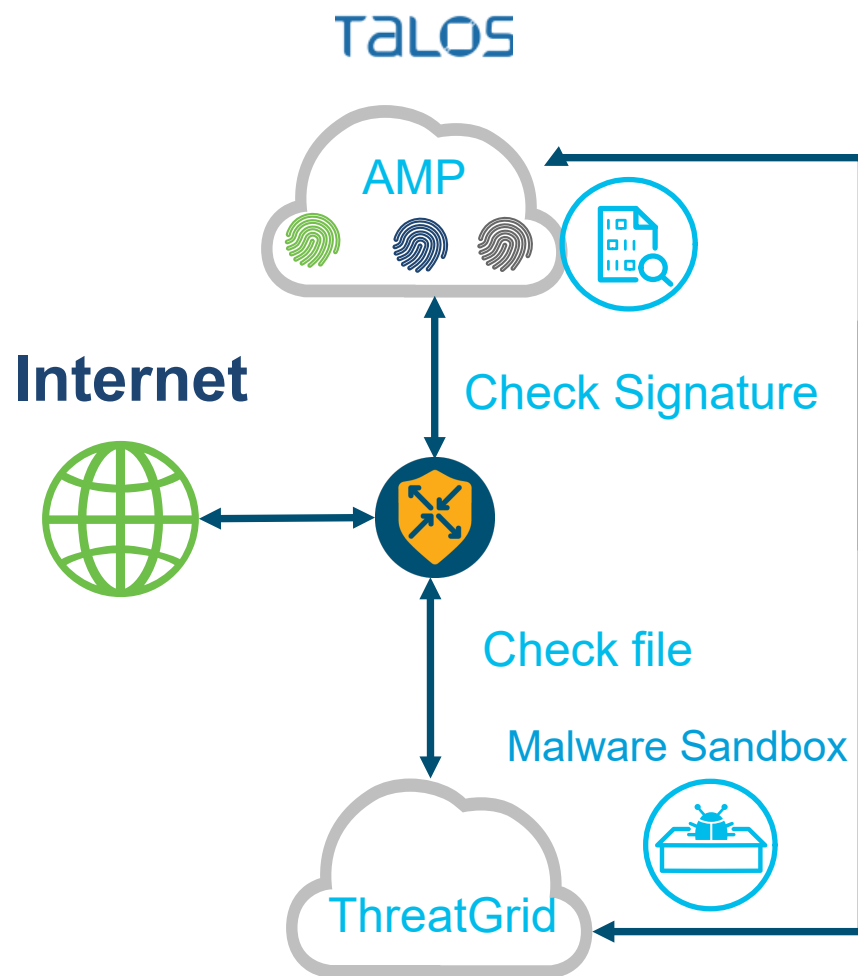 TALOS
AMP
Internet
Check Signature
Check file
Malware Sandbox
ThreatGrid